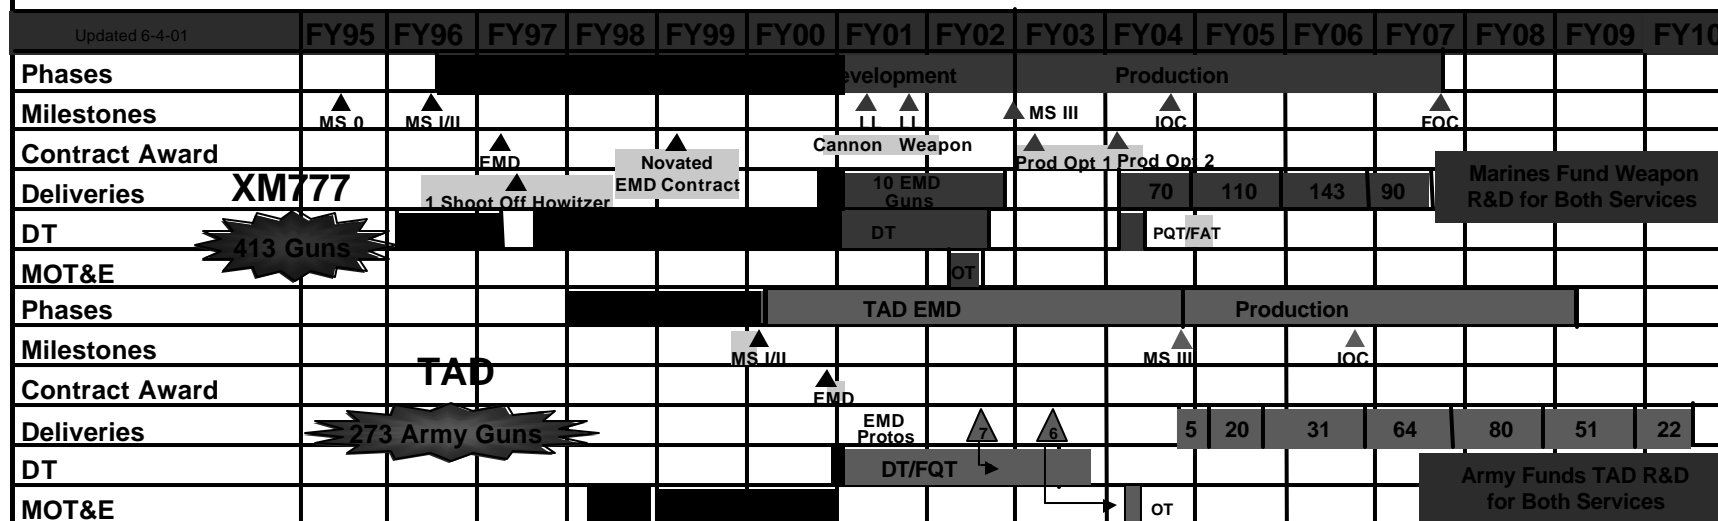 Updated 6-4-01 FY95 FY96 FY97 FY98 FY99 FY00 FY01 FY02 FY03 FY04 FY05 FY06 FY07 FY08 FY09 FY10
Phases evelopment Production
Milestones MS 0 MS I/II LL LL MS III IOC FOC
Contract Award EMD Novated EMD Contract Cannon Weapon Prod Opt 1 Prod Opt 2
XM777
Deliveries 1 Shoot Off Howitzer 10 EMD Guns 70 110 143 90
Marines Fund Weapon
R&D for Both Services
413 Guns
DT DT PQT/FAT
MOT&E OT
Phases TAD EMD Production
Milestones MS I/II MS III IOC
TAD
Contract Award EMD
273 Army Guns
Deliveries EMD Protos 7 6 5 20 31 64 80 51 22
DT DT/FQT
Army Funds TAD R&D
for Both Services
MOT&E OT